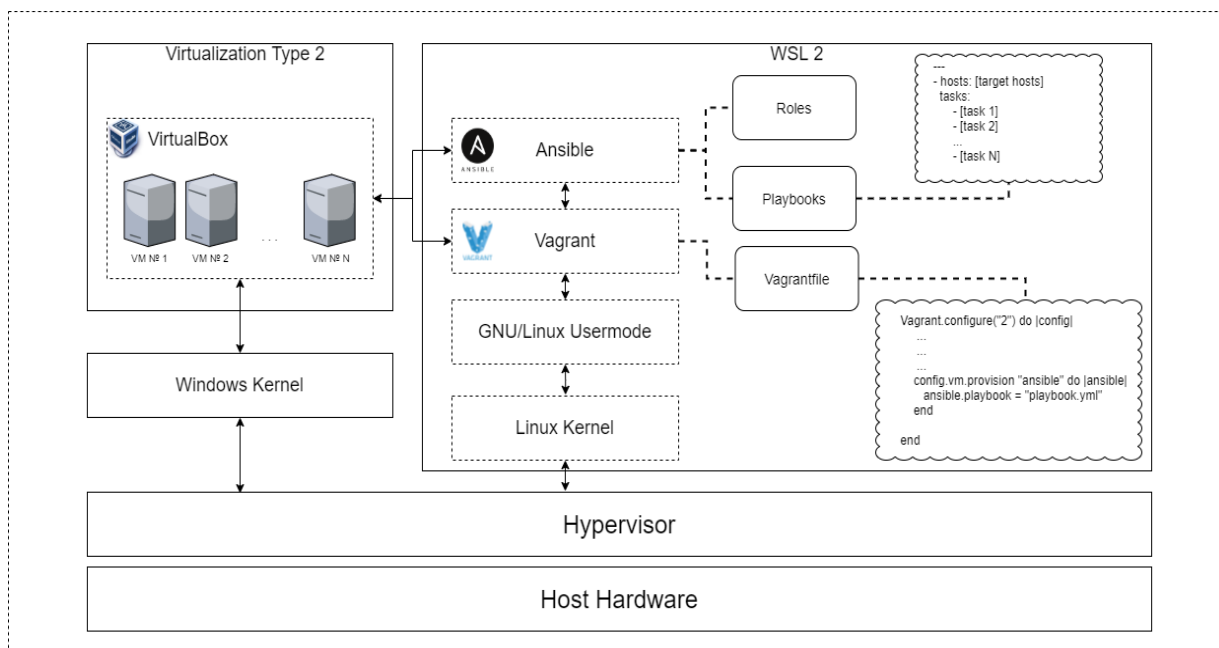 Virtualization Type 2
VirtualBox
VM № 1
VM № 2
...
VM № N
Windows Kernel
WSL 2
ANSIBLE
Ansible
VAGRANT
Vagrant
GNU/Linux Usermode
Linux Kernel
Roles
Playbooks
Vagrantfile
---
- hosts: [target hosts]
tasks:
- [task 1]
- [task 2]
...
- [task N]
Vagrant.configure("2") do |config|
...
...
...
config.vm.provision "ansible" do |ansible|
ansible.playbook = "playbook.yml"
end
end
Hypervisor
Host Hardware